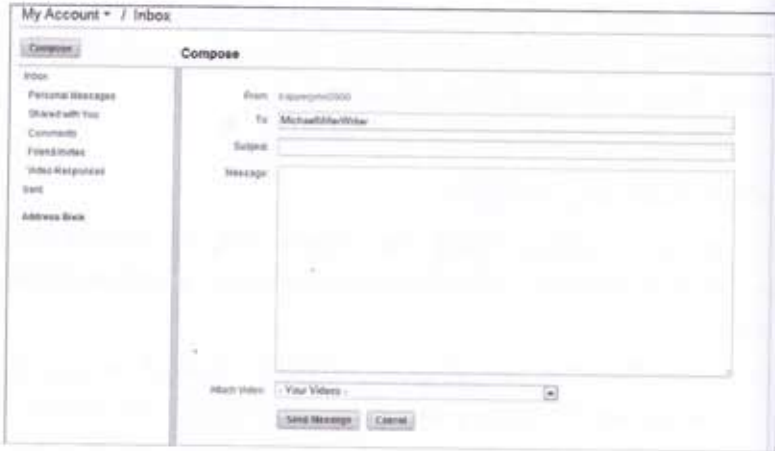 My Account / Inbox
Compose
Compose
Inbox
Personal Messages
Shared with You
Comments
Friend Invites
Video Responses
Sent
Address Book
From:
To:
Subject:
Message:
Attach Video: - Your Videos -
Send Message Cancel